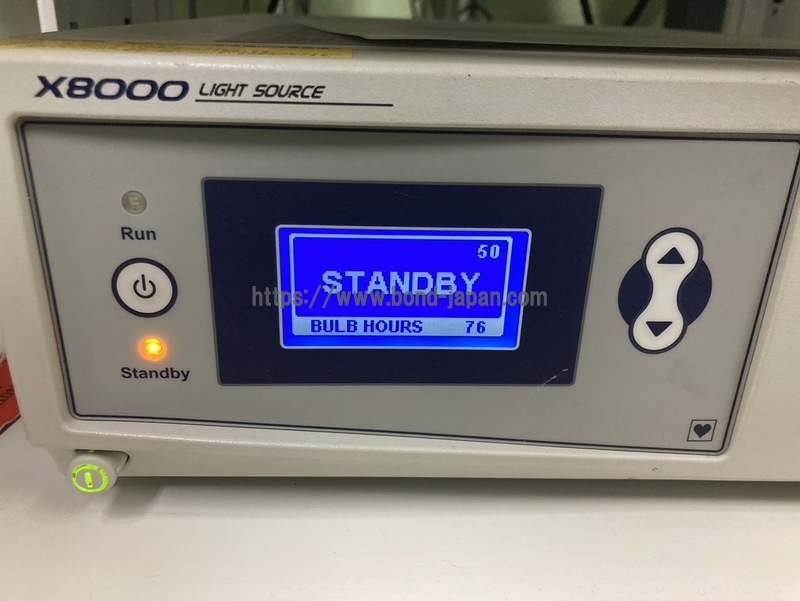 X8000 LIGHT SOURCE
Run
50
STANDBY
https://www.bond-japan.com
BULB HOURS 76
Standby